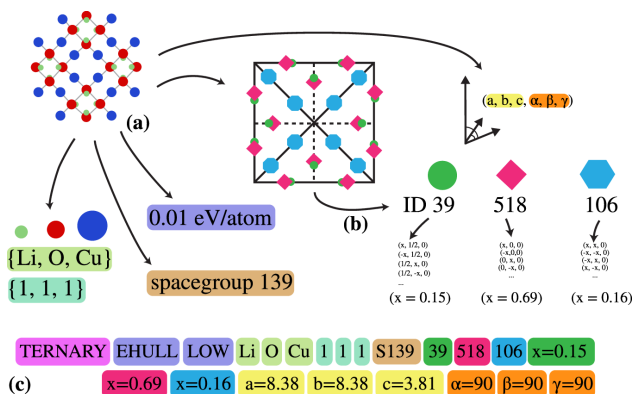 (a)
(a, b, c, α, β, γ)
(b)
ID 39 518 106
0.01 eV/atom
{Li, O, Cu}
{1, 1, 1}
spacegroup 139
(x, 1/2, 0)
(-x, 1/2, 0)
(1/2, x, 0)
(1/2, -x, 0)
...
(x = 0.15)
(x, 0, 0)
(-x,0,0)
(0, x, 0)
(0, -x, 0)
...
(x = 0.69)
(x, x, 0)
(-x, -x, 0)
(-x, x, 0)
(x, -x, 0)
...
(x = 0.16)
TERNARY EHULL LOW Li O Cu 1 1 1 S139 39 518 106 x=0.15
(c) x=0.69 x=0.16 a=8.38 b=8.38 c=3.81 α=90 β=90 γ=90